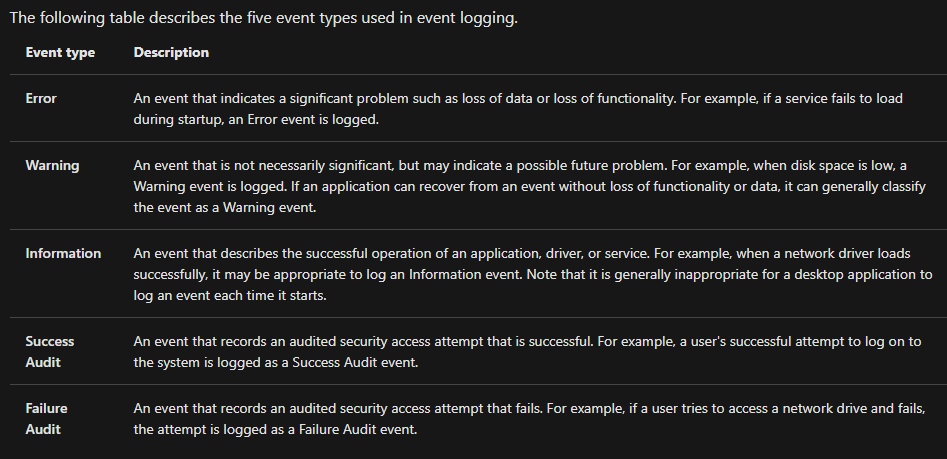 The following table describes the five event types used in event logging.
Event type Description
Error An event that indicates a significant problem such as loss of data or loss of functionality. For example, if a service fails to load
during startup, an Error event is logged.
Warning An event that is not necessarily significant, but may indicate a possible future problem. For example, when disk space is low, a
Warning event is logged. If an application can recover from an event without loss of functionality or data, it can generally classify
the event as a Warning event.
Information An event that describes the successful operation of an application, driver, or service. For example, when a network driver loads
successfully, it may be appropriate to log an Information event. Note that it is generally inappropriate for a desktop application to
log an event each time it starts.
Success An event that records an audited security access attempt that is successful. For example, a user's successful attempt to log on to
Audit the system is logged as a Success Audit event.
Failure An event that records an audited security access attempt that fails. For example, if a user tries to access a network drive and fails,
Audit the attempt is logged as a Failure Audit event.